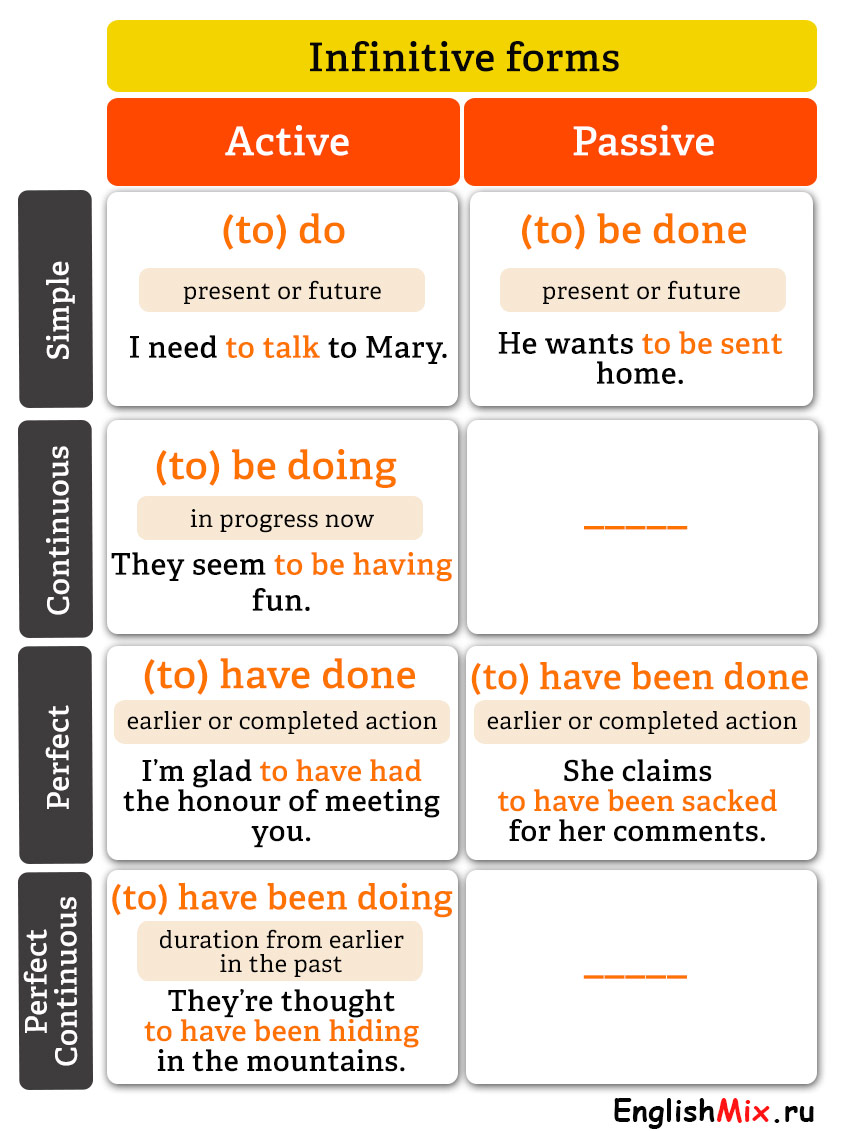 Infinitive forms
Active
Passive
Simple
(to) do
present or future
I need to talk to Mary.
(to) be done
present or future
He wants to be sent
home.
Continuous
(to) be doing
in progress now
They seem to be having
fun.
_____
Perfect
(to) have done
earlier or completed action
I’m glad to have had
the honour of meeting
you.
(to) have been done
earlier or completed action
She claims
to have been sacked
for her comments.
Perfect
Continuous
(to) have been doing
duration from earlier
in the past
They’re thought
to have been hiding
in the mountains.
_____
EnglishMix.ru